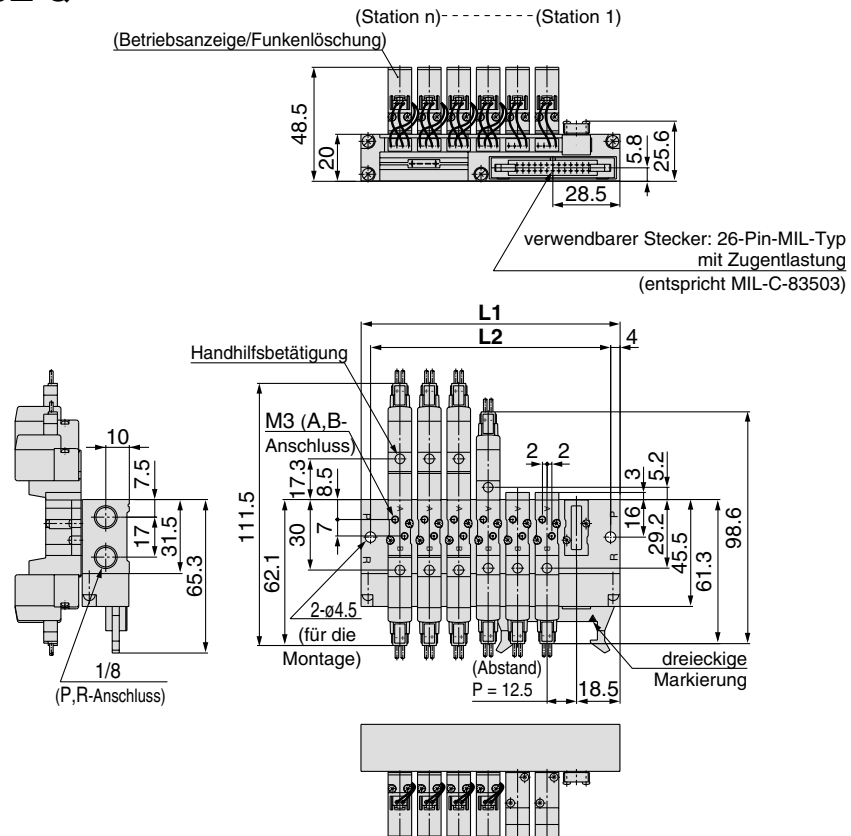 (Station n)
(Station 1)
(Betriebsanzeige/Funkenlöschung)
48.5
20
5.8
25.6
28.5
verwendbarer Stecker: 26-Pin-MIL-Typ
mit Zugentlastung
(entspricht MIL-C-83503)
L1
L2
4
Handhilfsbetätigung
M3 (A,B-
Anschluss)
10
7.5
17
31.5
65.3
1/8
(P,R-Anschluss)
111.5
62.1
17.3
8.5
30
7
2
2
3
5.2
16
29.2
45.5
61.3
98.6
A
A
A
A
A
A
B
B
B
B
B
B
P
R
R
2-ø4.5
(für die
Montage)
(Abstand)
P = 12.5
18.5
dreieckige
Markierung